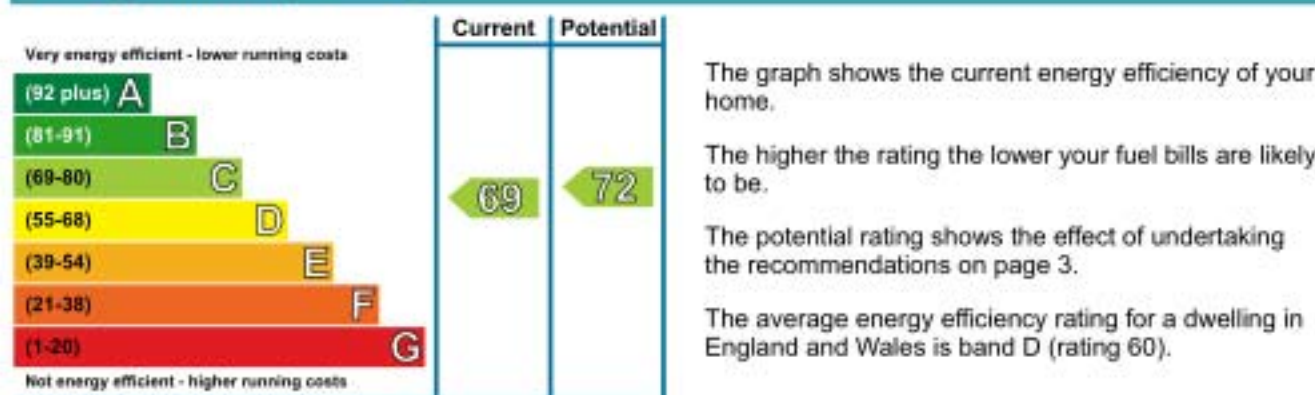 Current Potential
Very energy efficient - lower running costs
(92 plus) A
(81-91) B
(69-80) C
(55-68) D
(39-54) E
(21-38) F
(1-20) G
Not energy efficient - higher running costs
69
72
The graph shows the current energy efficiency of your
home.
The higher the rating the lower your fuel bills are likely
to be.
The potential rating shows the effect of undertaking
the recommendations on page 3.
The average energy efficiency rating for a dwelling in
England and Wales is band D (rating 60).